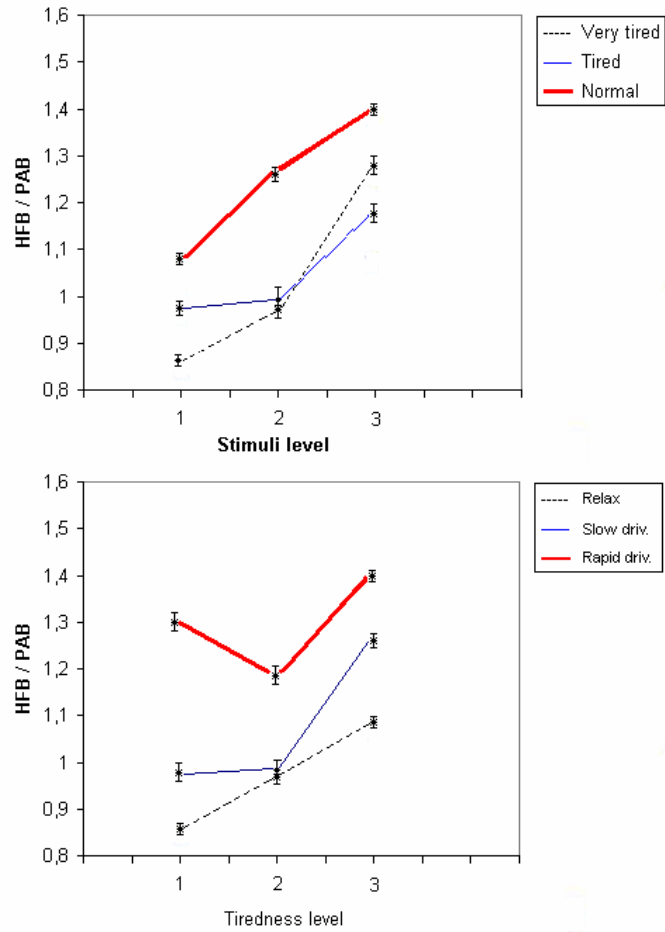 1,6
1,5
1,4
1,3
1,2
1,1
1
0,9
0,8
HFB / PAB
1 2 3
Stimuli level
Very tired
Tired
Normal
1,6
1,5
1,4
1,3
1,2
1,1
1
0,9
0,8
HFB / PAB
1 2 3
Tiredness level
Relax
Slow driv.
Rapid driv.